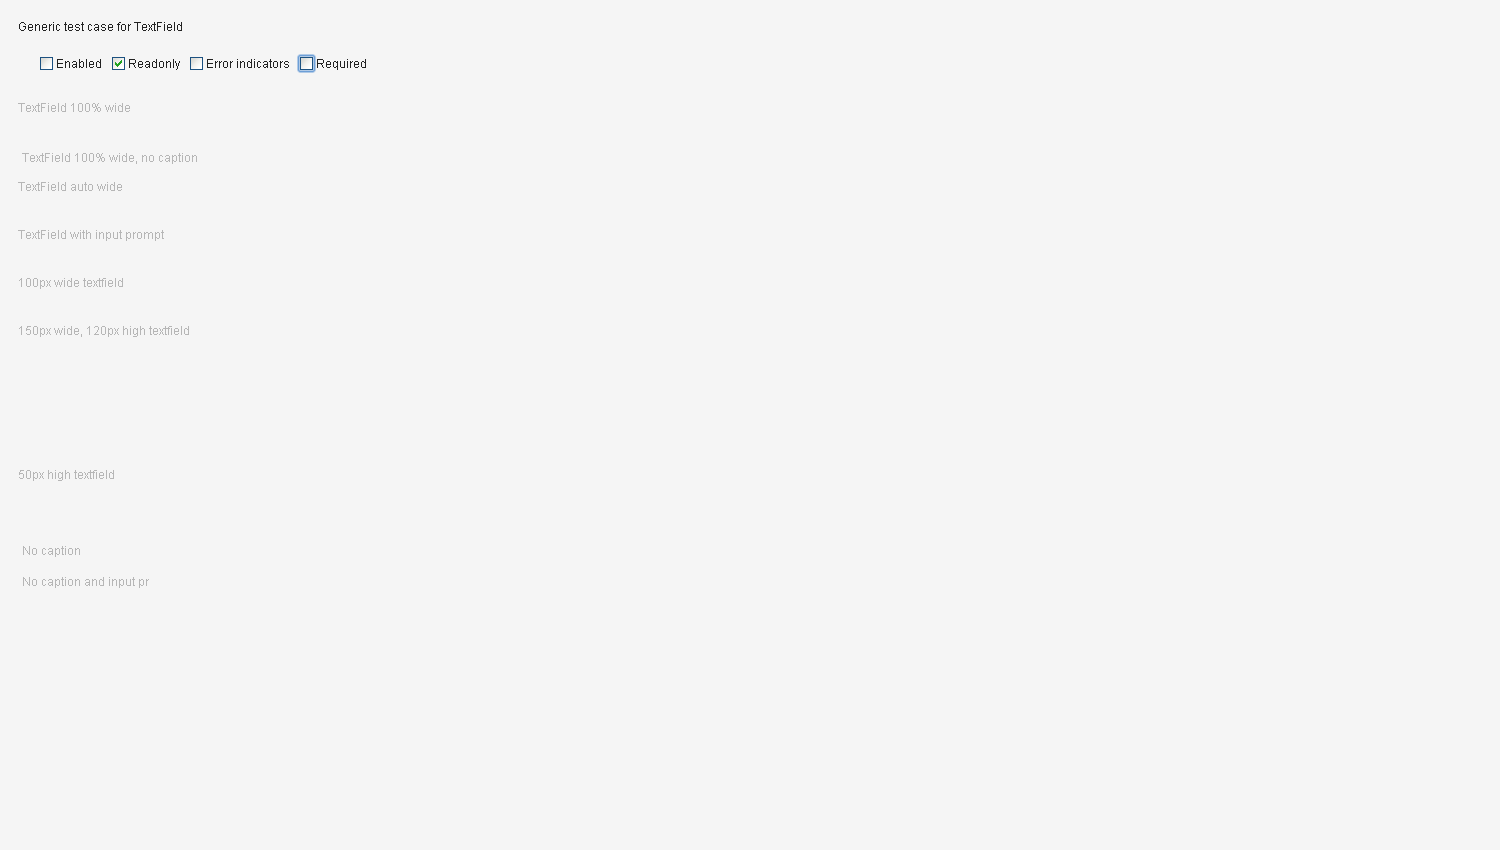 Generic test case for TextField
Enabled Readonly Error indicators Required
TextField 100% wide
TextField 100% wide, no caption
TextField auto wide
TextField with input prompt
100px wide textfield
150px wide, 120px high textfield
50px high textfield
No caption
No caption and input pr